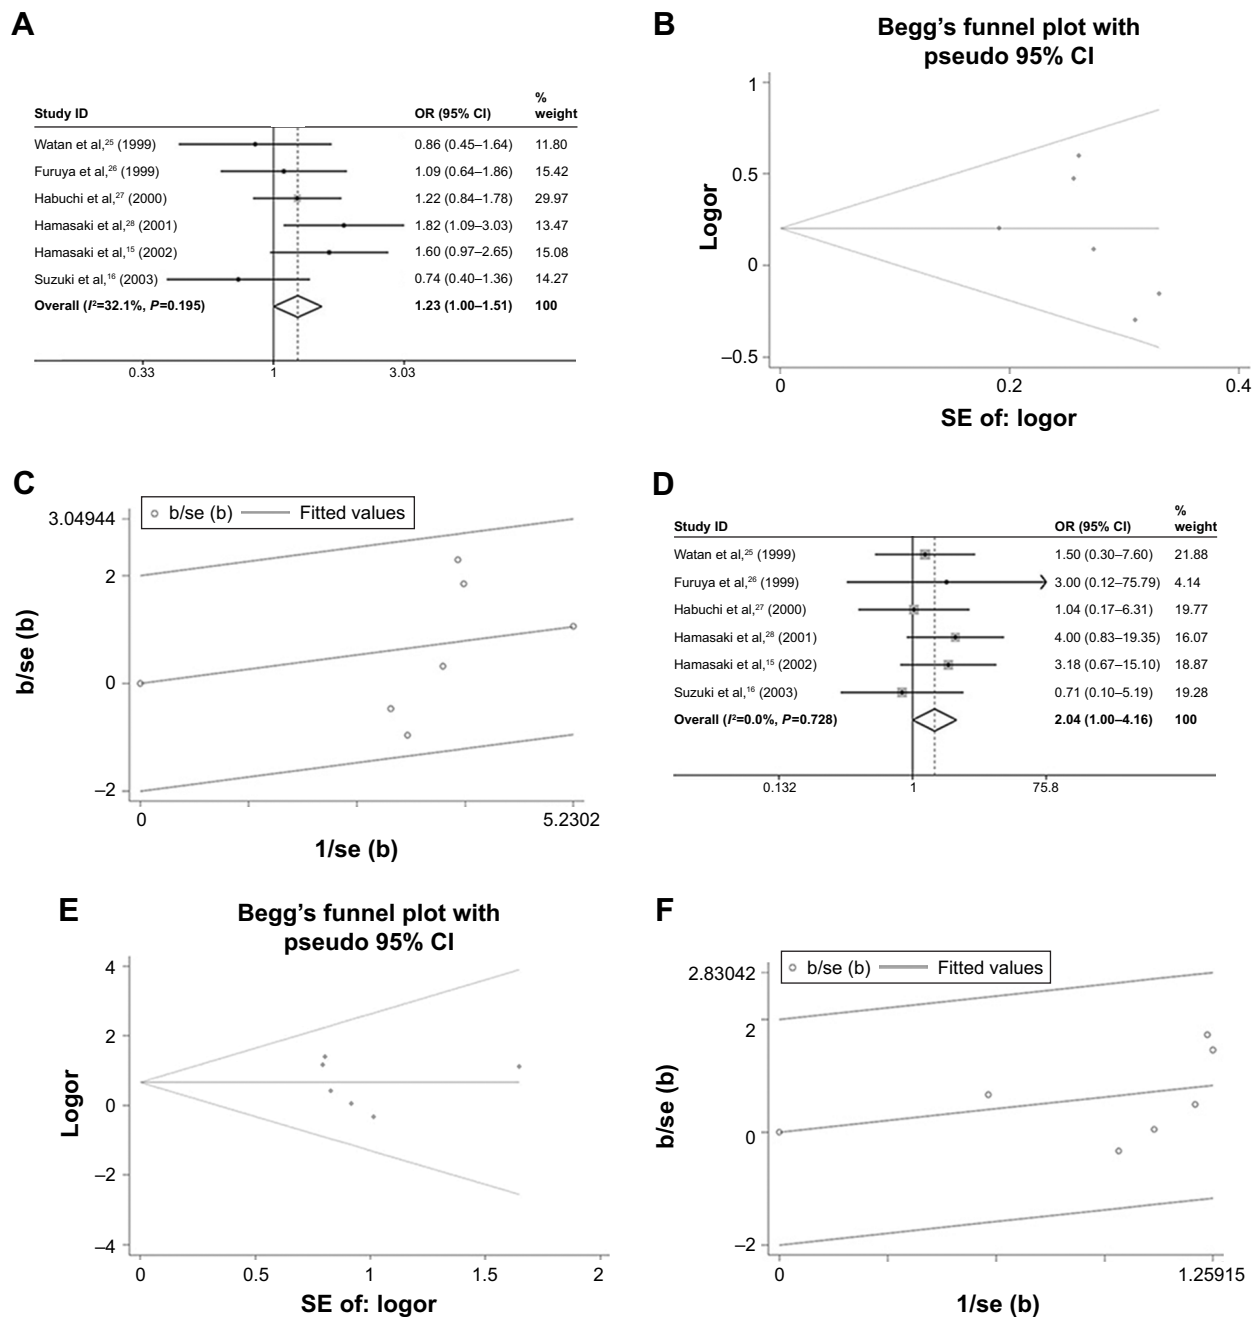 A
Study ID OR (95% CI) % weight
Watan et al,25 (1999) 0.86 (0.45–1.64) 11.80
Furuya et al,26 (1999) 1.09 (0.64–1.86) 15.42
Habuchi et al,27 (2000) 1.22 (0.84–1.78) 29.97
Hamasaki et al,28 (2001) 1.82 (1.09–3.03) 13.47
Hamasaki et al,15 (2002) 1.60 (0.97–2.65) 15.08
Suzuki et al,16 (2003) 0.74 (0.40–1.36) 14.27
Overall (I2=32.1%, P=0.195) 1.23 (1.00–1.51) 100
0.33 1 3.03
B
Begg's funnel plot with
pseudo 95% CI
1
0.5
0
–0.5
Logor
0 0.2 0.4
SE of: logor
C
b/se (b) Fitted values
3.04944
2
0
–2
b/se (b)
0 5.2302
1/se (b)
D
Study ID OR (95% CI) % weight
Watan et al,25 (1999) 1.50 (0.30–7.60) 21.88
Furuya et al,26 (1999) 3.00 (0.12–75.79) 4.14
Habuchi et al,27 (2000) 1.04 (0.17–6.31) 19.77
Hamasaki et al,28 (2001) 4.00 (0.83–19.35) 16.07
Hamasaki et al,15 (2002) 3.18 (0.67–15.10) 18.87
Suzuki et al,16 (2003) 0.71 (0.10–5.19) 19.28
Overall (I2=0.0%, P=0.728) 2.04 (1.00–4.16) 100
0.132 1 75.8
E
Begg's funnel plot with
pseudo 95% CI
4
2
0
–2
–4
Logor
0 0.5 1 1.5 2
SE of: logor
F
b/se (b) Fitted values
2.83042
2
0
–2
b/se (b)
0 1.25915
1/se (b)